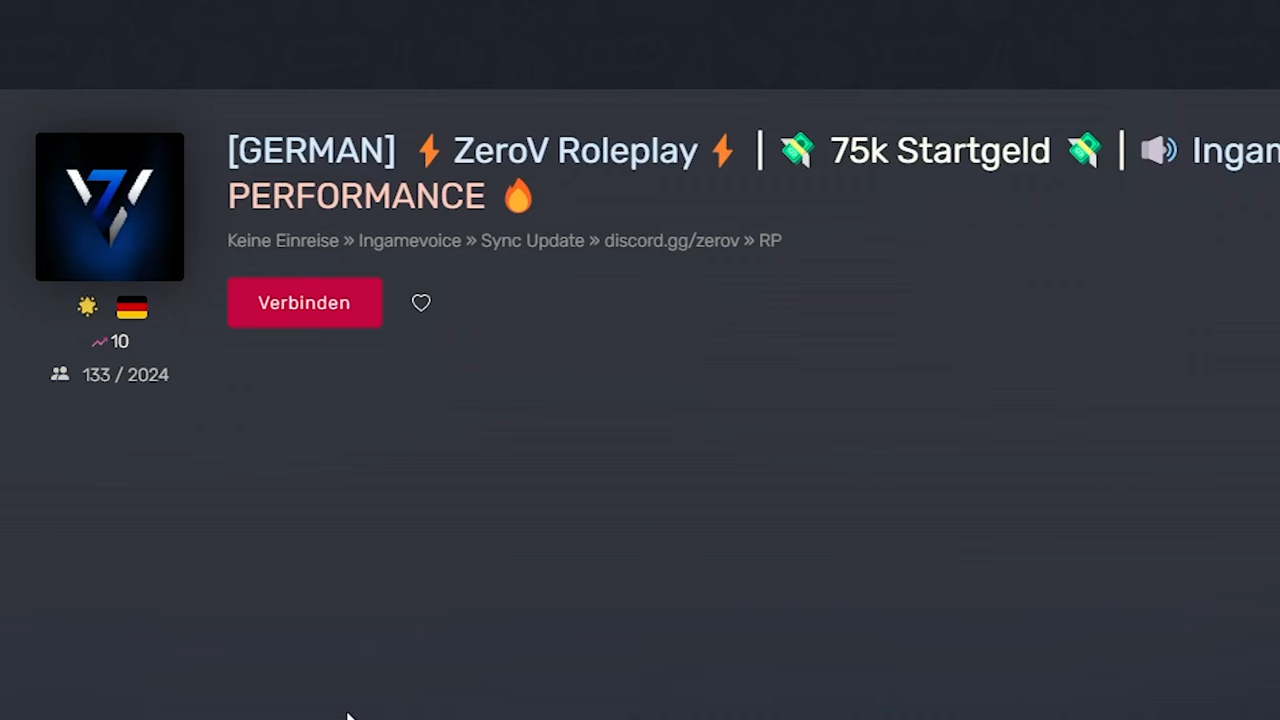 [GERMAN] ⚡ ZeroV Roleplay ⚡ | 💸 75k Startgeld 💸 | 🔊
PERFORMANCE 🔥
Keine Einreise » Ingamevoice » Sync Update » discord.gg/zerov » RP
Verbinden
10
133 / 2024